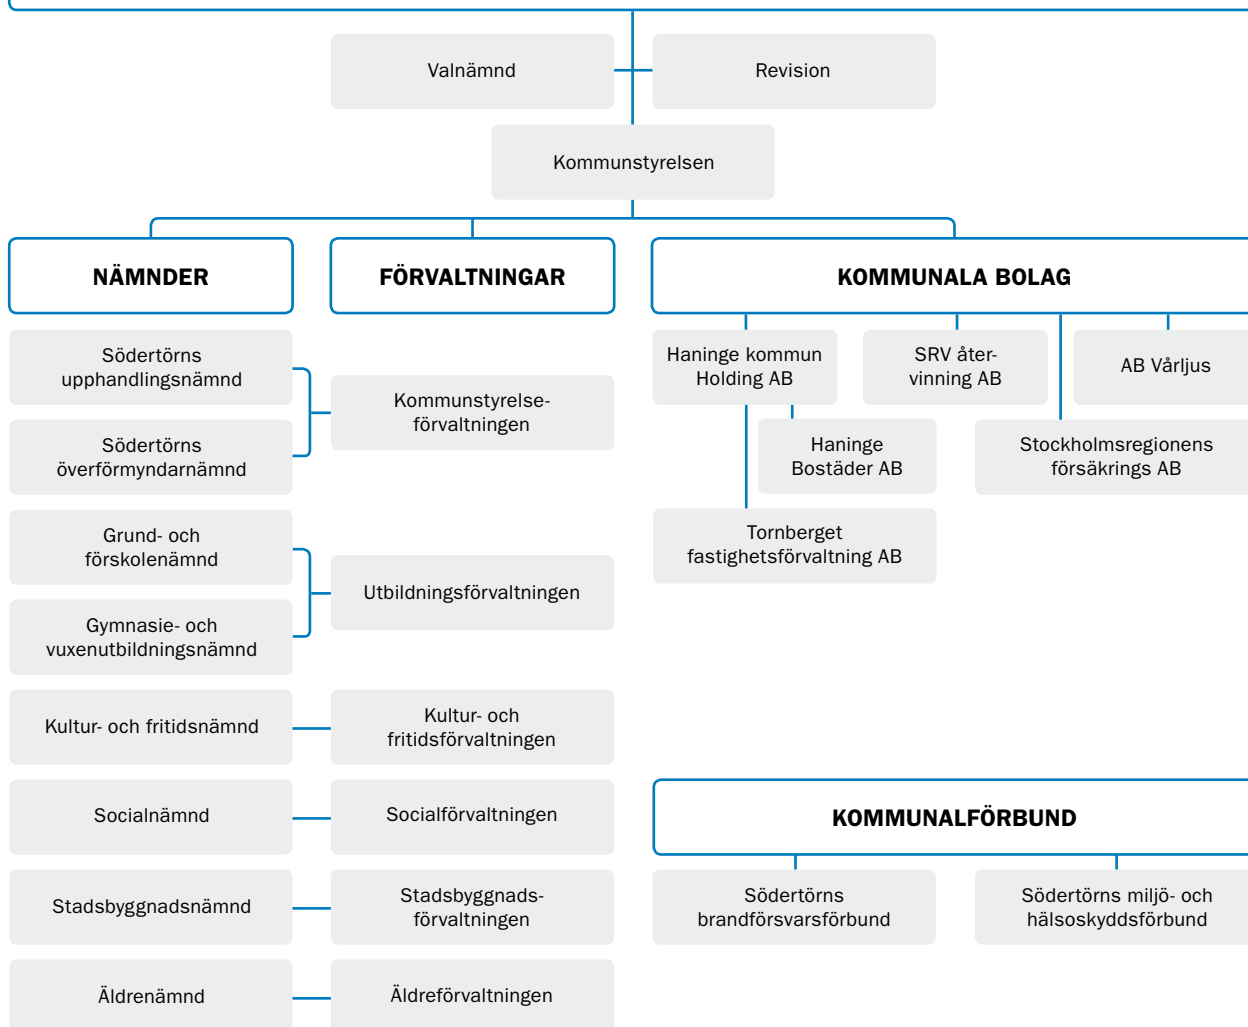 Valnämnd
Revision
Kommunstyrelsen
NÄMNDER
FÖRVALTNINGAR
KOMMUNALA BOLAG
Södertörns
upphandlingsnämnd
Södertörns
överförmyndarnämnd
Kommunstyrelse-
förvaltningen
Grund- och
förskolenämnd
Gymnasie- och
vuxenutbildningsnämnd
Utbildningsförvaltningen
Kultur- och fritidsnämnd
Kultur- och
fritidsförvaltningen
Socialnämnd
Socialförvaltningen
Stadsbyggnadsnämnd
Stadsbyggnads-
förvaltningen
Äldrenämnd
Äldreförvaltningen
Haninge kommun
Holding AB
SRV åter-
vinning AB
AB Vårljus
Haninge
Bostäder AB
Stockholmsregionens
försäkrings AB
Tornberget
fastighetsförvaltning AB
KOMMUNALFÖRBUND
Södertörns
brandförsvarsförbund
Södertörns miljö- och
hälsoskyddsförbund